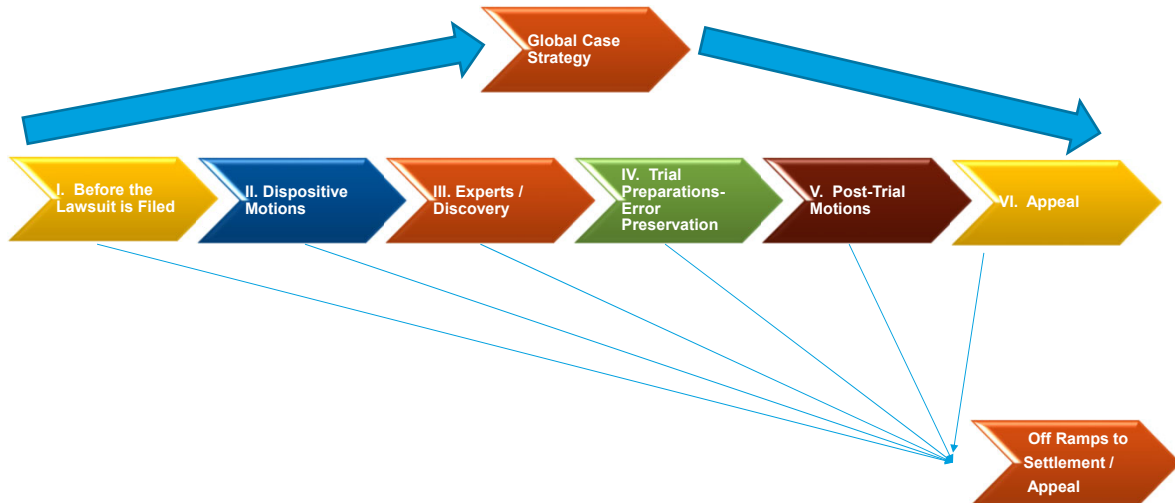 Global Case
Strategy
I. Before the
Lawsuit is Filed
II. Dispositive
Motions
III. Experts /
Discovery
IV. Trial
Preparations-
Error
Preservation
V. Post-Trial
Motions
VI. Appeal
Off Ramps to
Settlement /
Appeal